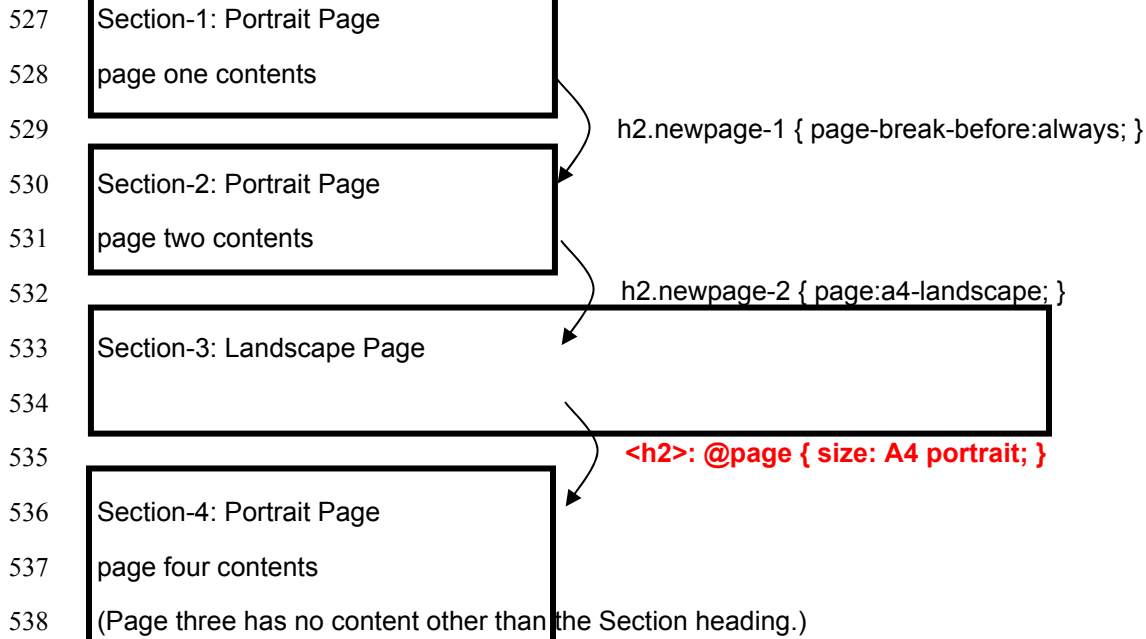 527 Section-1: Portrait Page
528 page one contents
529 h2.newpage-1 { page-break-before:always; }
530 Section-2: Portrait Page
531 page two contents
532 h2.newpage-2 { page:a4-landscape; }
533 Section-3: Landscape Page
534
535 <h2>: @page { size: A4 portrait; }
536 Section-4: Portrait Page
537 page four contents
538 (Page three has no content other than the Section heading.)